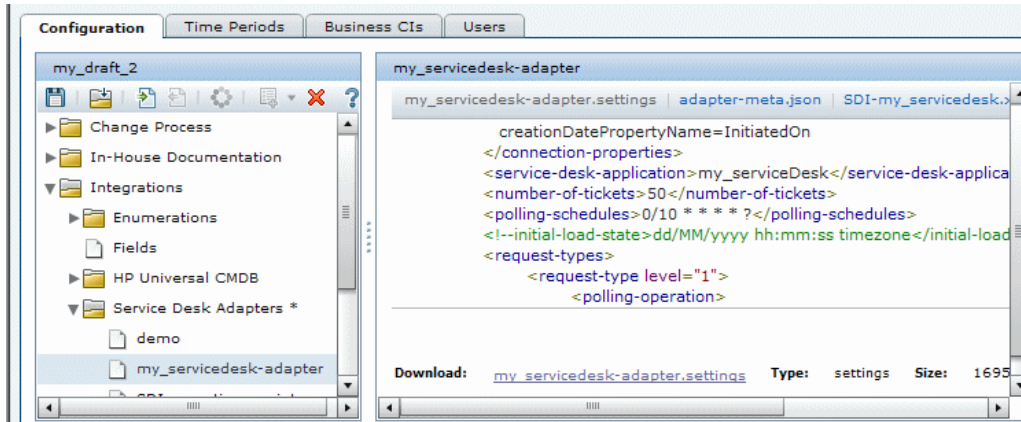 Configuration
Time Periods
Business CIs
Users
my_draft_2
?
Change Process
In-House Documentation
Integrations
Enumerations
Fields
HP Universal CMDB
Service Desk Adapters *
demo
my_servicedesk-adapter
my_servicedesk-adapter
my_servicedesk-adapter.settings | adapter-meta.json | SDI-my_servicedesk.x
creationDatePropertyName=InitiatedOn
</connection-properties>
<service-desk-application>my_serviceDesk</service-desk-applica
<number-of-tickets>50</number-of-tickets>
<polling-schedules>0/10 * * * * ?</polling-schedules>
<!--initial-load-state>dd/MM/yyyy hh:mm:ss timezone</initial-load
<request-types>
<request-type level="1">
<polling-operation>
Download: my_servicedesk-adapter.settings Type: settings Size: 1695